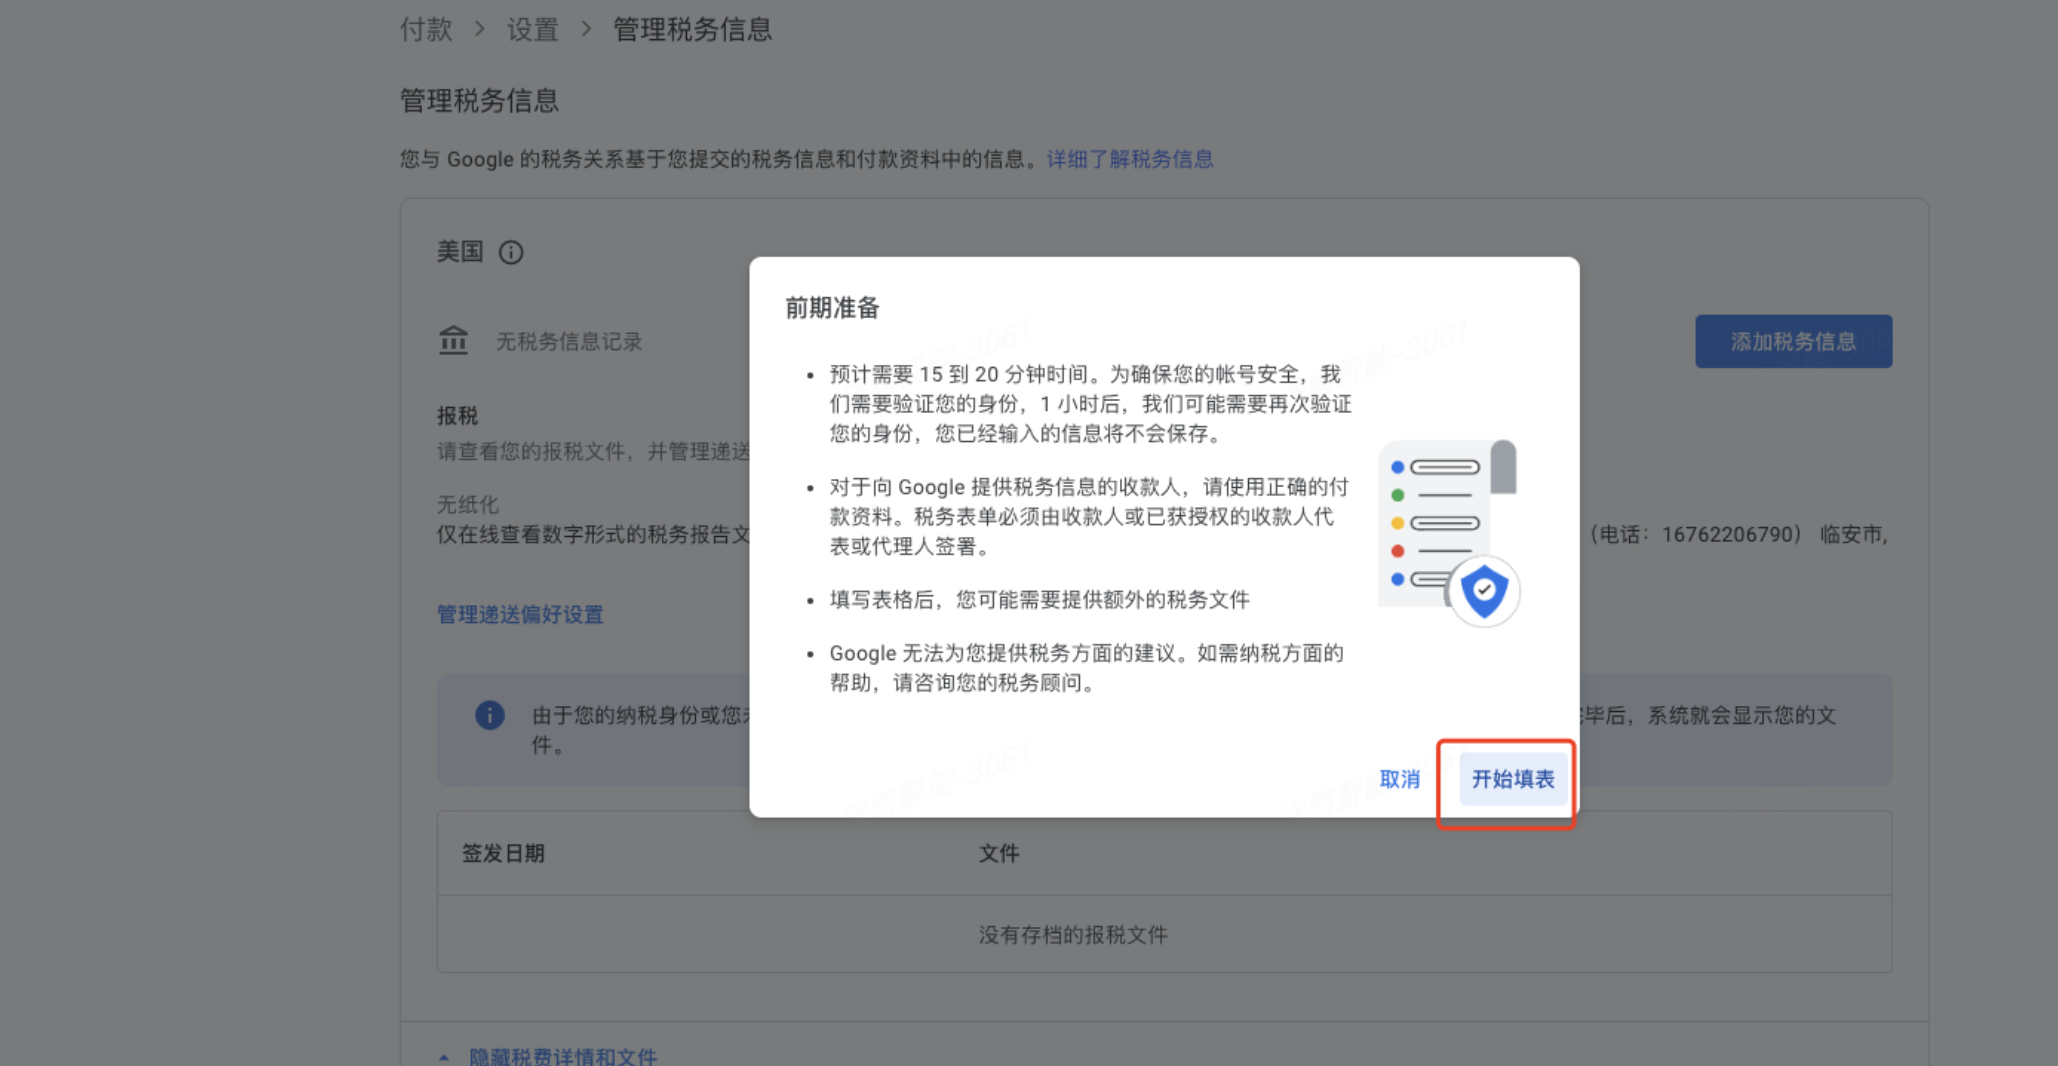 付款 > 设置 > 管理税务信息
管理税务信息
您与 Google 的税务关系基于您提交的税务信息和付款资料中的信息。详细了解税务信息
美国
无税务信息记录
添加税务信息
报税
请查看您的报税文件，并管理递送
无纸化
仅在线查看数字形式的税务报告文
（电话：16762206790） 临安市,
管理递送偏好设置
由于您的纳税身份或您
毕后，系统就会显示您的文
件。
签发日期
文件
没有存档的报税文件
隐藏税费详情和文件
前期准备
• 预计需要 15 到 20 分钟时间。为确保您的帐号安全，我
们需要验证您的身份，1 小时后，我们可能需要再次验证
您的身份，您已经输入的信息将不会保存。
• 对于向 Google 提供税务信息的收款人，请使用正确的付
款资料。税务表单必须由收款人或已获授权的收款人代
表或代理人签署。
• 填写表格后，您可能需要提供额外的税务文件
• Google 无法为您提供税务方面的建议。如需纳税方面的
帮助，请咨询您的税务顾问。
取消
开始填表